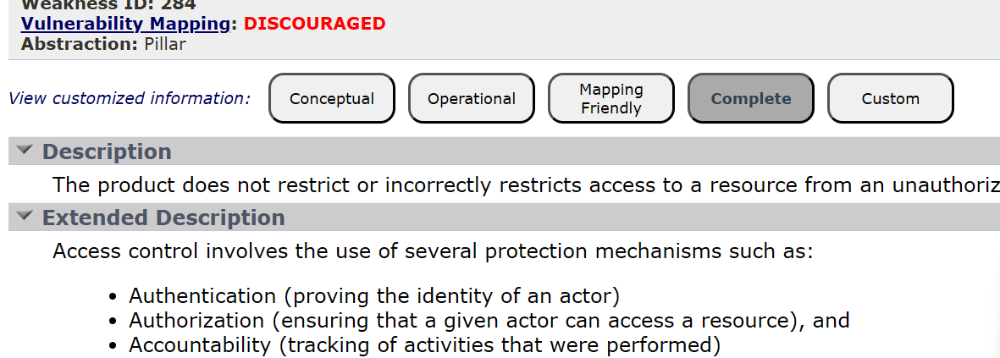 Weakness ID: 284
Vulnerability Mapping: DISCOURAGED
Abstraction: Pillar
View customized information:
Conceptual
Operational
Mapping
Friendly
Complete
Custom
Description
The product does not restrict or incorrectly restricts access to a resource from an unauthoriz
Extended Description
Access control involves the use of several protection mechanisms such as:
• Authentication (proving the identity of an actor)
• Authorization (ensuring that a given actor can access a resource), and
• Accountability (tracking of activities that were performed)